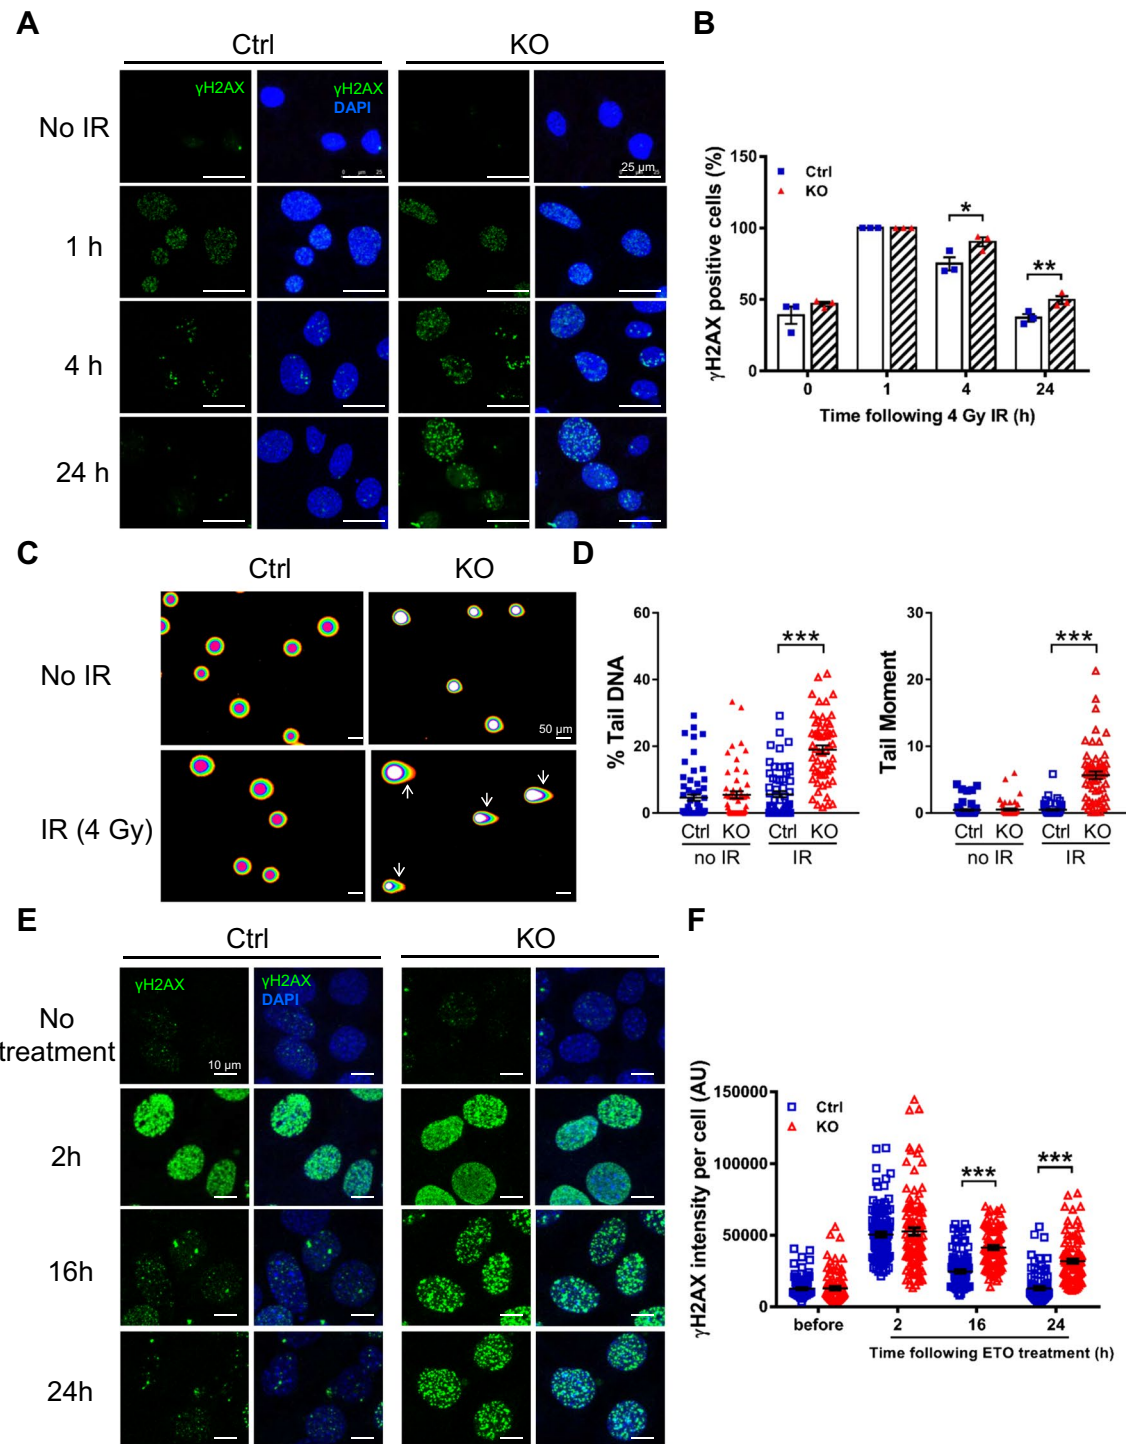 A
Ctrl
KO
γH2AX
γH2AX
DAPI
No IR
0 μm 25
25 μm
1 h
4 h
24 h
B
γH2AX positive cells (%)
150
100
50
0
Ctrl
KO
*
**
0 1 4 24
Time following 4 Gy IR (h)
C
Ctrl
KO
No IR
50 μm
IR (4 Gy)
D
% Tail DNA
60
40
20
0
***
Ctrl KO Ctrl KO
no IR IR
Tail Moment
30
20
10
0
***
Ctrl KO Ctrl KO
no IR IR
E
Ctrl
KO
γH2AX
γH2AX
DAPI
No
treatment
10 μm
2h
16h
24h
F
γH2AX intensity per cell (AU)
150000
100000
50000
0
Ctrl
KO
***
***
before 2 16 24
Time following ETO treatment (h)